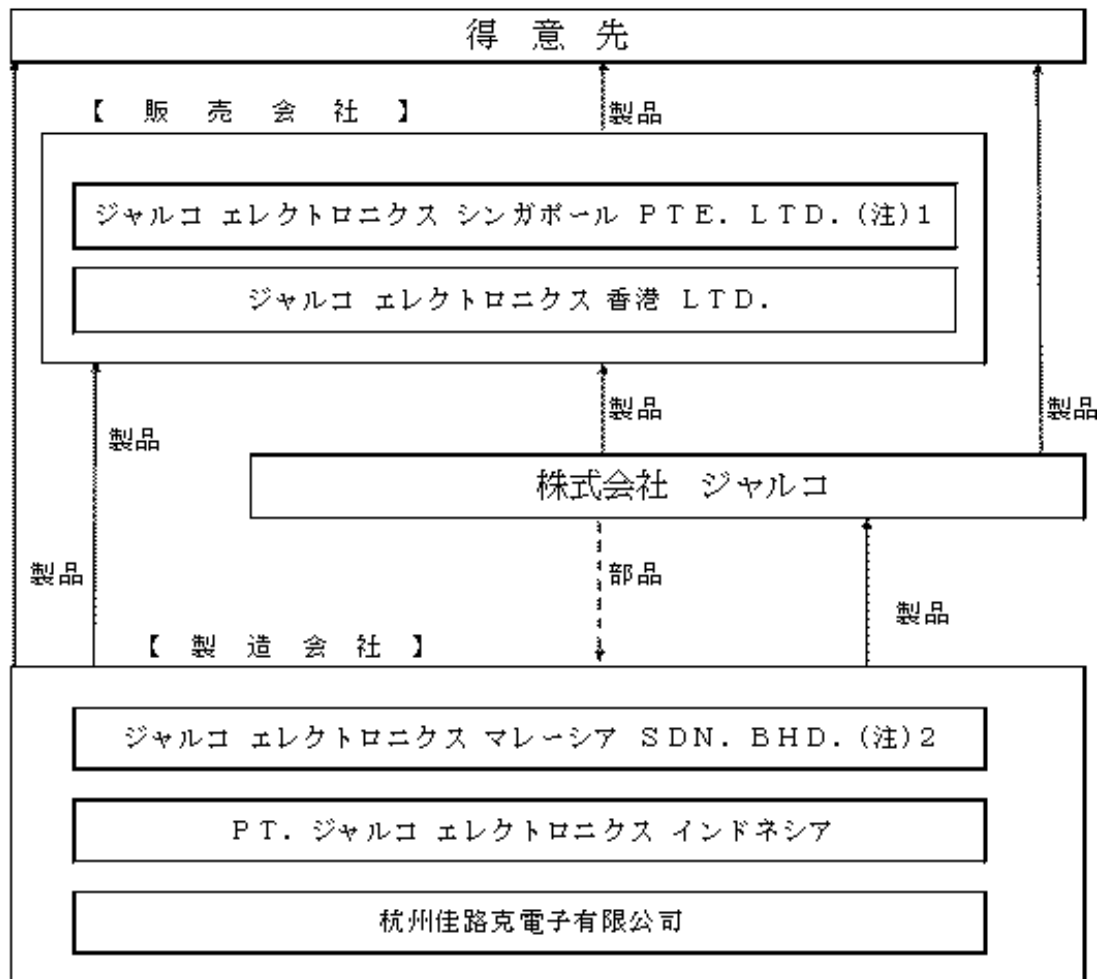 得 意 先
【 販 売 会 社 】
製品
ジャルコ エレクトロニクス シンガポール PTE. LTD. (注)1
ジャルコ エレクトロニクス 香港 LTD.
製品
製品
製品
株式会社 ジャルコ
製品
部品
製品
【 製 造 会 社 】
ジャルコ エレクトロニクス マレーシア SDN. BHD. (注)2
PT. ジャルコ エレクトロニクス インドネシア
杭州佳路克電子有限公司